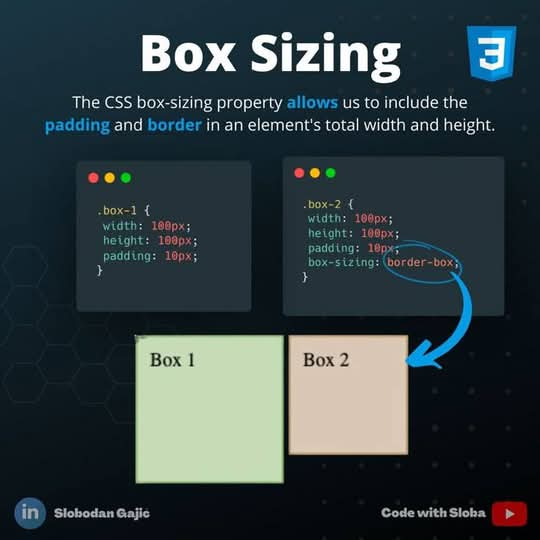 Box Sizing
3
The CSS box-sizing property allows us to include the
padding and border in an element's total width and height.
.box-1 {
width: 100px;
height: 100px;
padding: 10px;
}
.box-2 {
width: 100px;
height: 100px;
padding: 10px;
box-sizing: border-box;
}
Box 1
Box 2
in
Slobodan Gajić
Code with Sloba